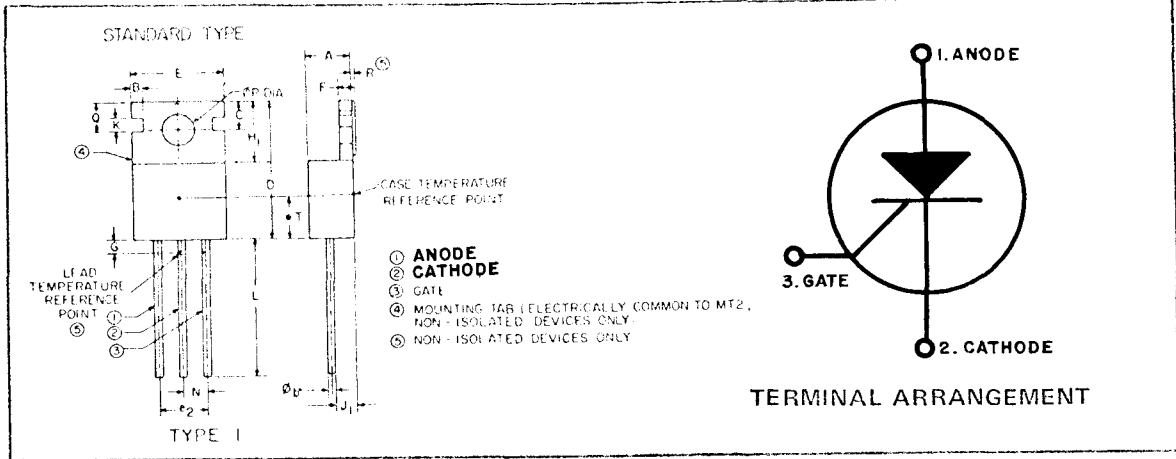 STANDARD TYPE
A
R ⑤
E
F
B
ØP DIA
Q
K
C
H₁
④
D
CASE TEMPERATURE
REFERENCE POINT
T
G
LEAD
TEMPERATURE
REFERENCE
POINT
⑤
①
②
③
L
① ANODE
② CATHODE
③ GATE
④ MOUNTING TAB (ELECTRICALLY COMMON TO MT2,
NON-ISOLATED DEVICES ONLY.
⑤ NON-ISOLATED DEVICES ONLY
N
e₂
Øb
J₁
TYPE I
1. ANODE
3. GATE
2. CATHODE
TERMINAL ARRANGEMENT